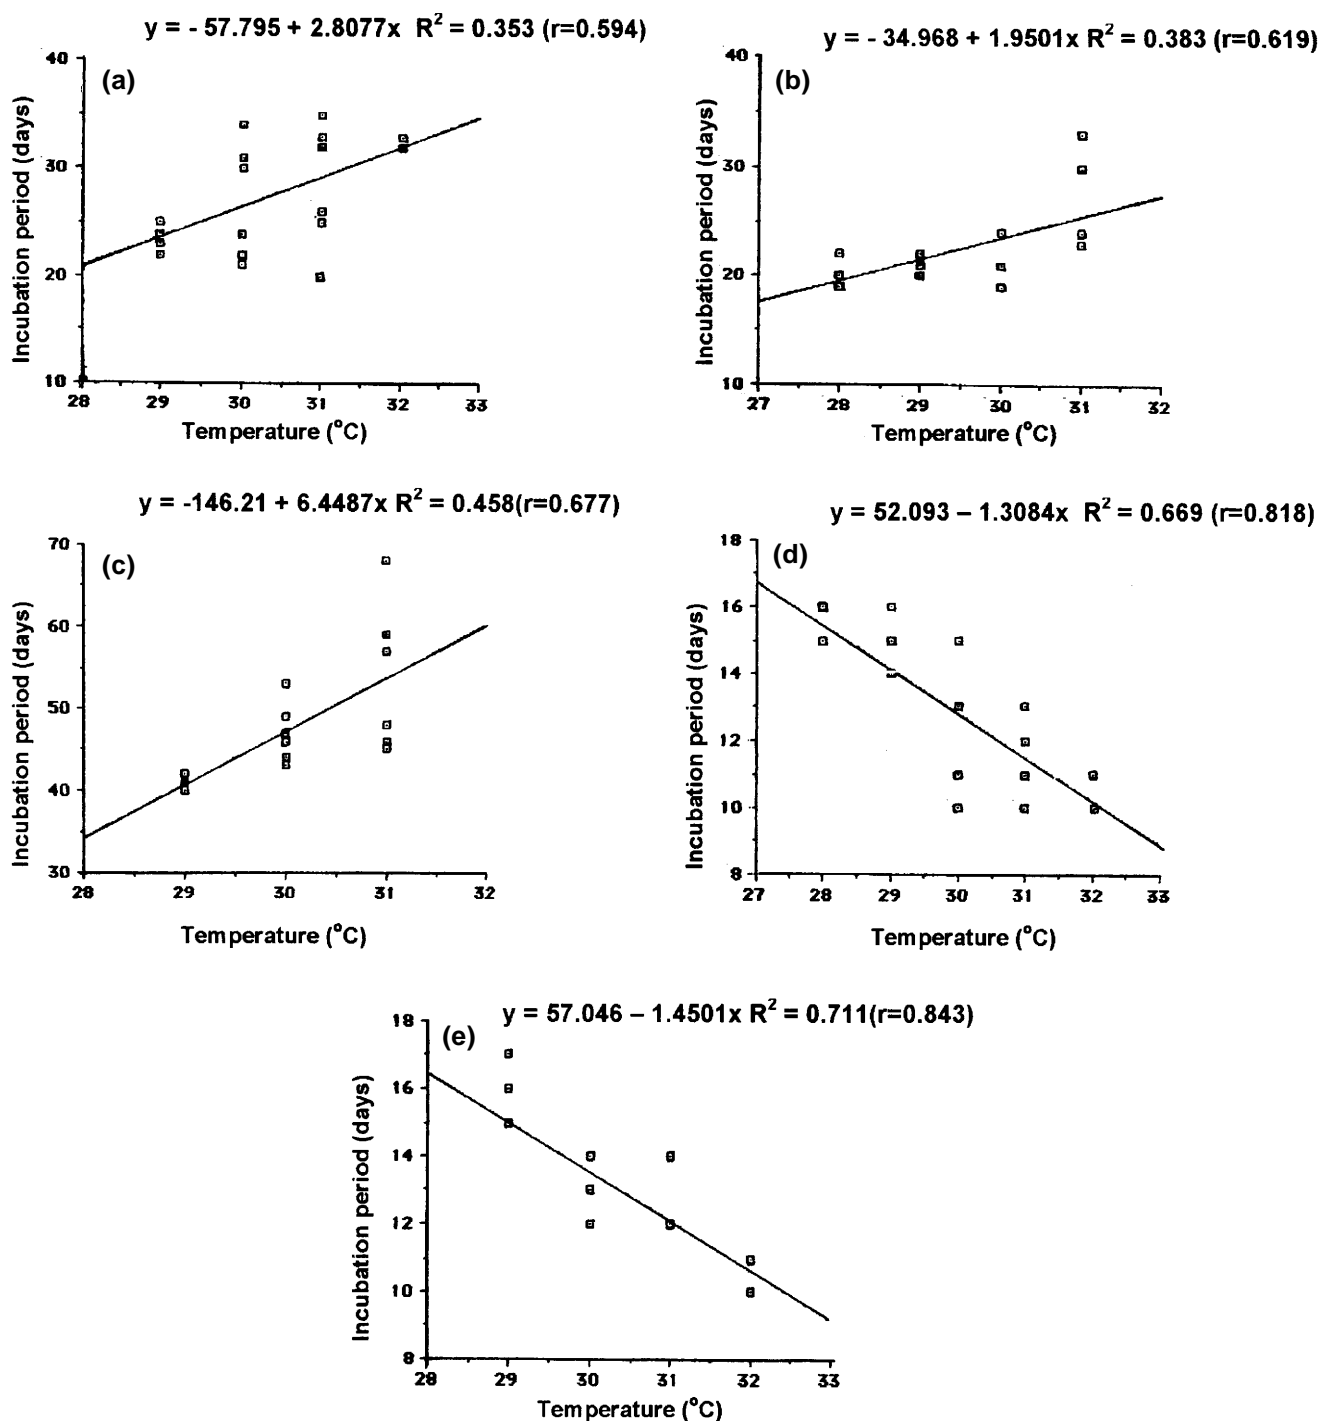 y = - 57.795 + 2.8077x R² = 0.353 (r=0.594)
(a)
40
30
20
10
28 29 30 31 32 33
Incubation period (days)
Temperature (°C)
y = - 34.968 + 1.9501x R² = 0.383 (r=0.619)
(b)
40
30
20
10
27 28 29 30 31 32
Incubation period (days)
Temperature (°C)
y = -146.21 + 6.4487x R² = 0.458(r=0.677)
(c)
70
60
50
40
30
28 29 30 31 32
Incubation period (days)
Temperature (°C)
y = 52.093 – 1.3084x R² = 0.669 (r=0.818)
(d)
18
16
14
12
10
8
27 28 29 30 31 32 33
Incubation period (days)
Temperature (°C)
y = 57.046 – 1.4501x R² = 0.711(r=0.843)
(e)
18
16
14
12
10
8
28 29 30 31 32 33
Incubation period (days)
Temperature (°C)